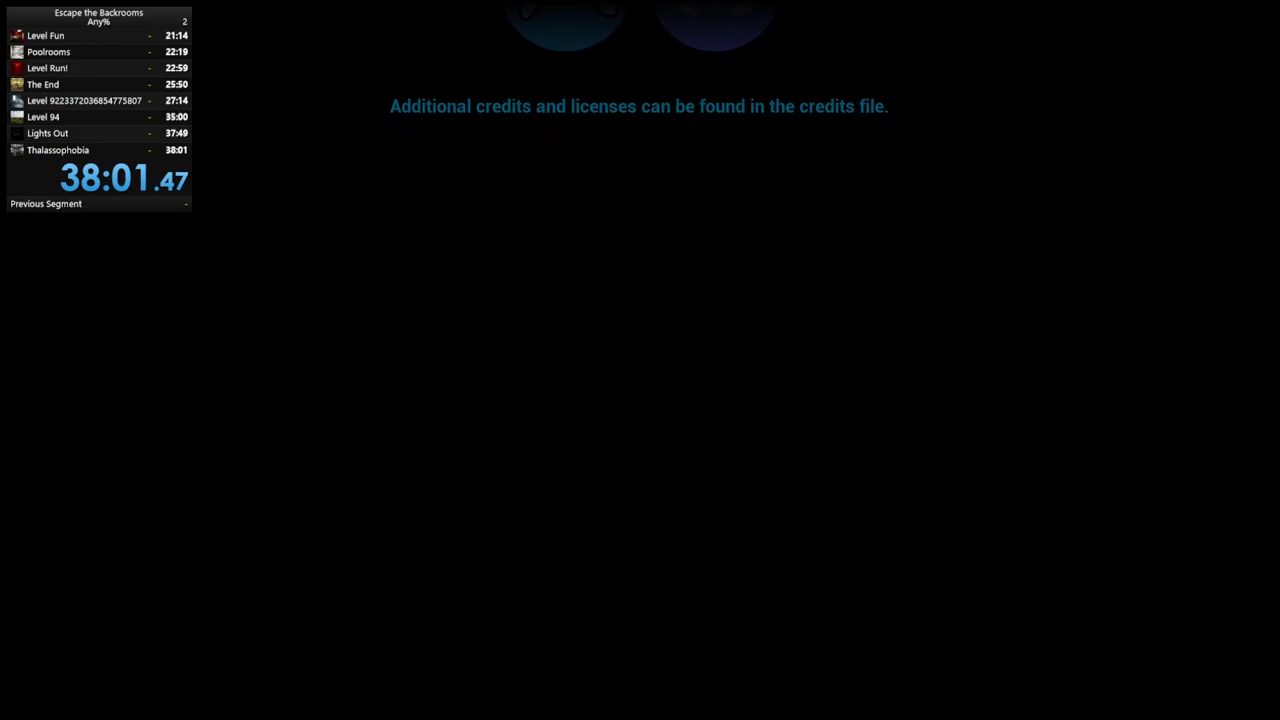 Escape the Backrooms
Any% 2
Level Fun - 21:14
Poolrooms - 22:19
Level Run! - 22:59
The End - 25:50
Level 9223372036854775807 - 27:14
Level 94 - 35:00
Lights Out - 37:49
Thalassophobia - 38:01
38:01.47
Previous Segment -
Additional credits and licenses can be found in the credits file.